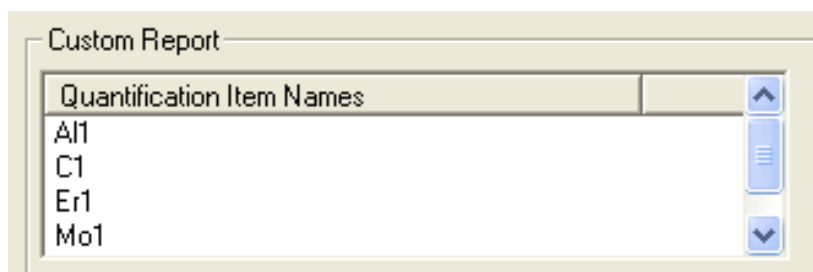 Custom Report
Quantification Item Names
Al1
C1
Er1
Mo1